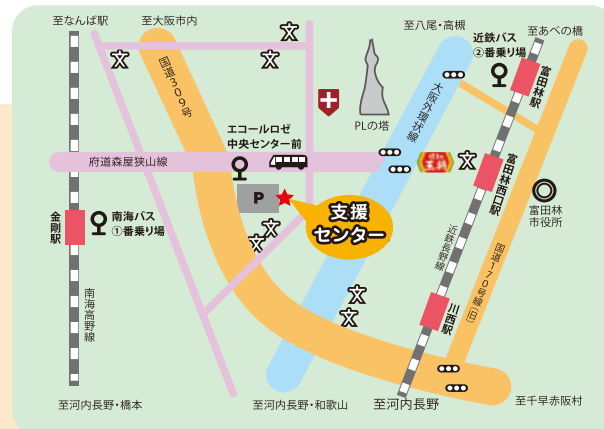 至なんば駅
至大阪市内
至八尾・高槻
至あべの橋
近鉄バス
②番乗り場
国道309号
大阪外環状線
富田林駅
PLの塔
エコールロゼ
中央センター前
府道森屋狭山線
富田林西口駅
P
支援
センター
富田林
市役所
金剛駅
南海バス
①番乗り場
近鉄長野線
国道170号線(旧)
川西駅
南海高野線
至河内長野・橋本
至河内長野・和歌山
至河内長野
至千早赤阪村